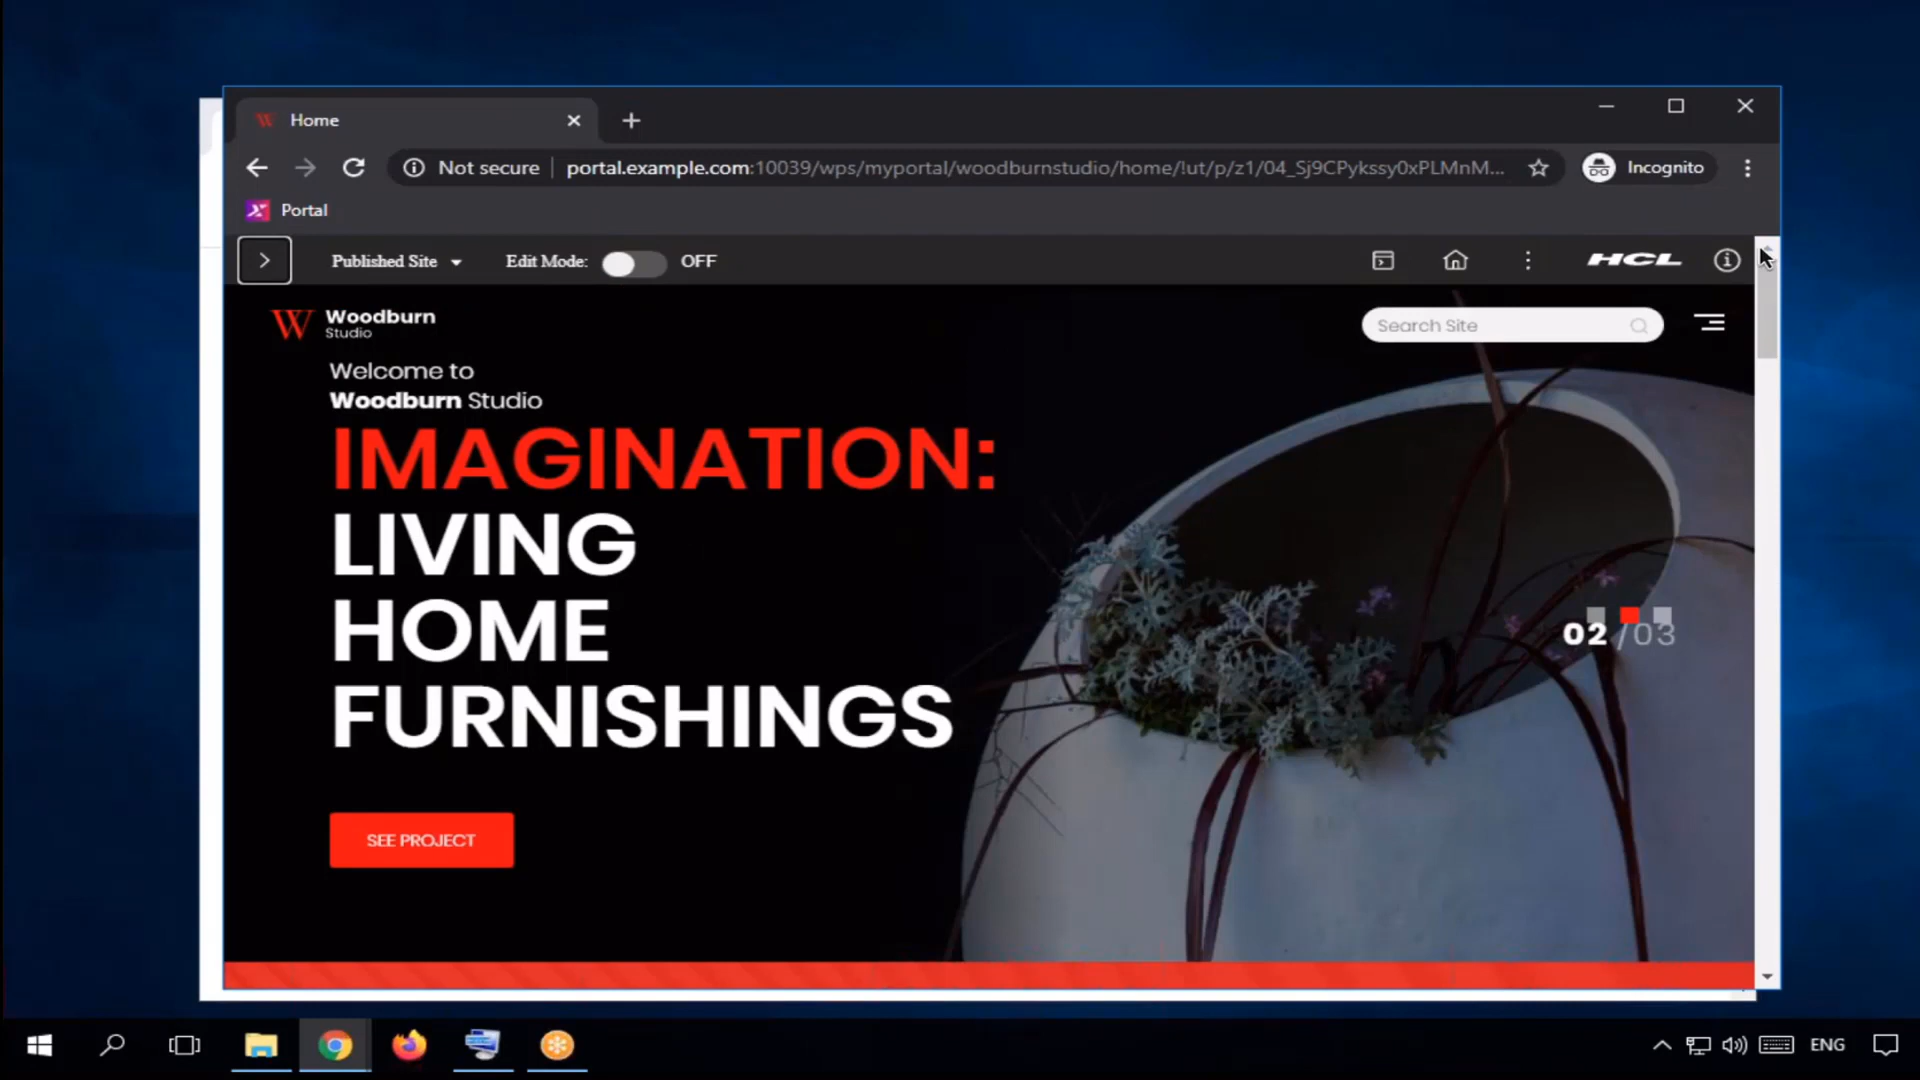 Home
Not secure
portal.example.com:10039/wps/myportal/woodburnstudio/home/!ut/p/z1/04_Sj9CPykssy0xPLMnM...
Incognito
Portal
Published Site
Edit Mode:
OFF
HCL
W Woodburn
Studio
Search Site
Welcome to
Woodburn Studio
IMAGINATION:
LIVING
HOME
FURNISHINGS
02 /03
SEE PROJECT
ENG